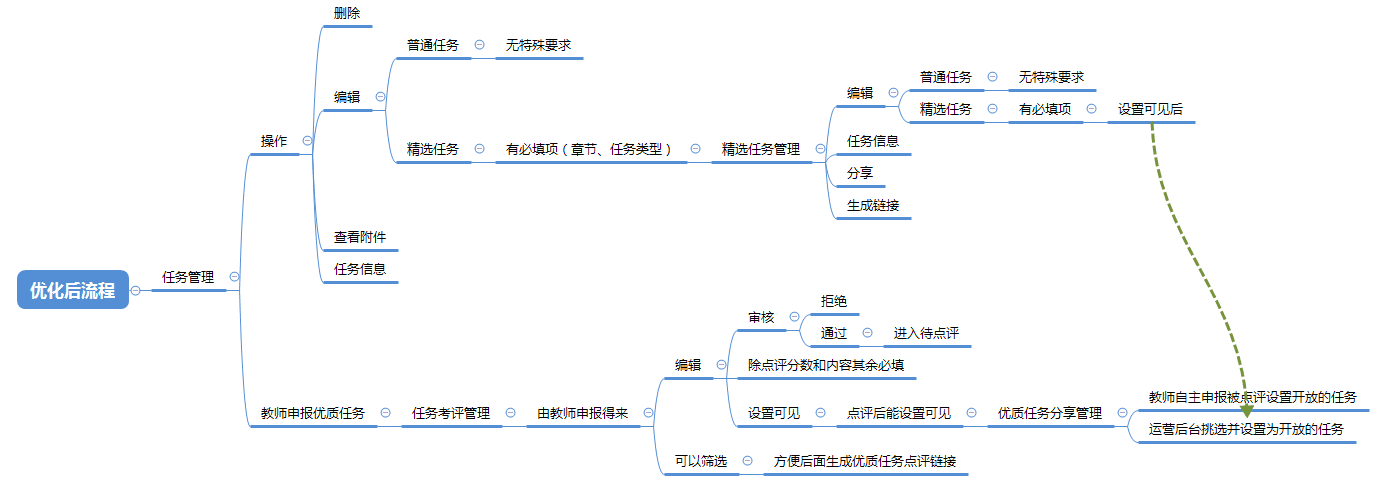 优化后流程
任务管理
操作
删除
编辑
普通任务
无特殊要求
精选任务
有必填项（章节、任务类型）
精选任务管理
编辑
普通任务
无特殊要求
精选任务
有必填项
设置可见后
任务信息
分享
生成链接
查看附件
任务信息
教师申报优质任务
任务考评管理
由教师申报得来
编辑
审核
拒绝
通过
进入待点评
除点评分数和内容其余必填
设置可见
点评后能设置可见
优质任务分享管理
教师自主申报被点评设置开放的任务
运营后台挑选并设置为开放的任务
可以筛选
方便后面生成优质任务点评链接